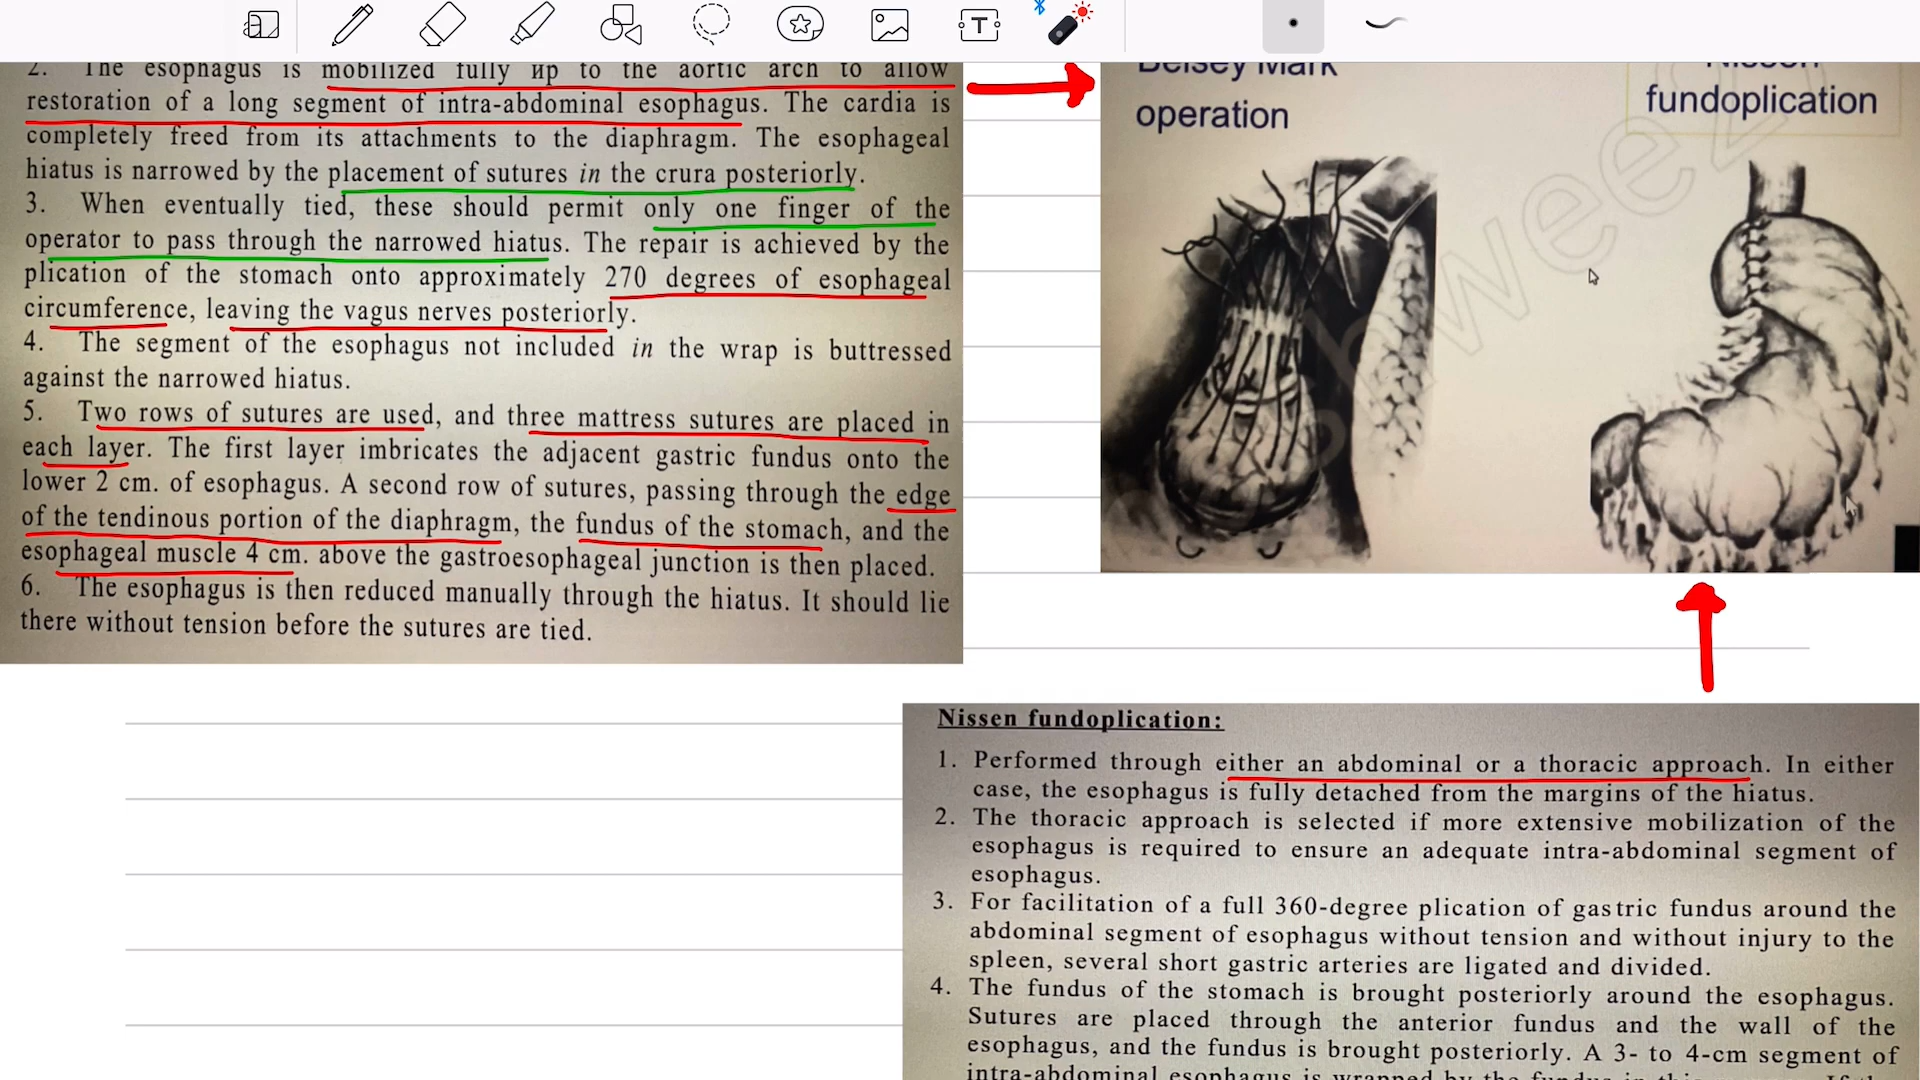 2. The esophagus is mobilized fully up to the aortic arch to allow
restoration of a long segment of intra-abdominal esophagus. The cardia is
completely freed from its attachments to the diaphragm. The esophageal
hiatus is narrowed by the placement of sutures in the crura posteriorly.
3. When eventually tied, these should permit only one finger of the
operator to pass through the narrowed hiatus. The repair is achieved by the
plication of the stomach onto approximately 270 degrees of esophageal
circumference, leaving the vagus nerves posteriorly.
4. The segment of the esophagus not included in the wrap is buttressed
against the narrowed hiatus.
5. Two rows of sutures are used, and three mattress sutures are placed in
each layer. The first layer imbricates the adjacent gastric fundus onto the
lower 2 cm. of esophagus. A second row of sutures, passing through the edge
of the tendinous portion of the diaphragm, the fundus of the stomach, and the
esophageal muscle 4 cm. above the gastroesophageal junction is then placed.
6. The esophagus is then reduced manually through the hiatus. It should lie
there without tension before the sutures are tied.
Belsey Mark
operation
Nissen
fundoplication
Nissen fundoplication:
1. Performed through either an abdominal or a thoracic approach. In either
case, the esophagus is fully detached from the margins of the hiatus.
2. The thoracic approach is selected if more extensive mobilization of the
esophagus is required to ensure an adequate intra-abdominal segment of
esophagus.
3. For facilitation of a full 360-degree plication of gastric fundus around the
abdominal segment of esophagus without tension and without injury to the
spleen, several short gastric arteries are ligated and divided.
4. The fundus of the stomach is brought posteriorly around the esophagus.
Sutures are placed through the anterior fundus and the wall of the
esophagus, and the fundus is brought posteriorly. A 3- to 4-cm segment of
intra-abdominal esophagus is wrapped by the fundus in